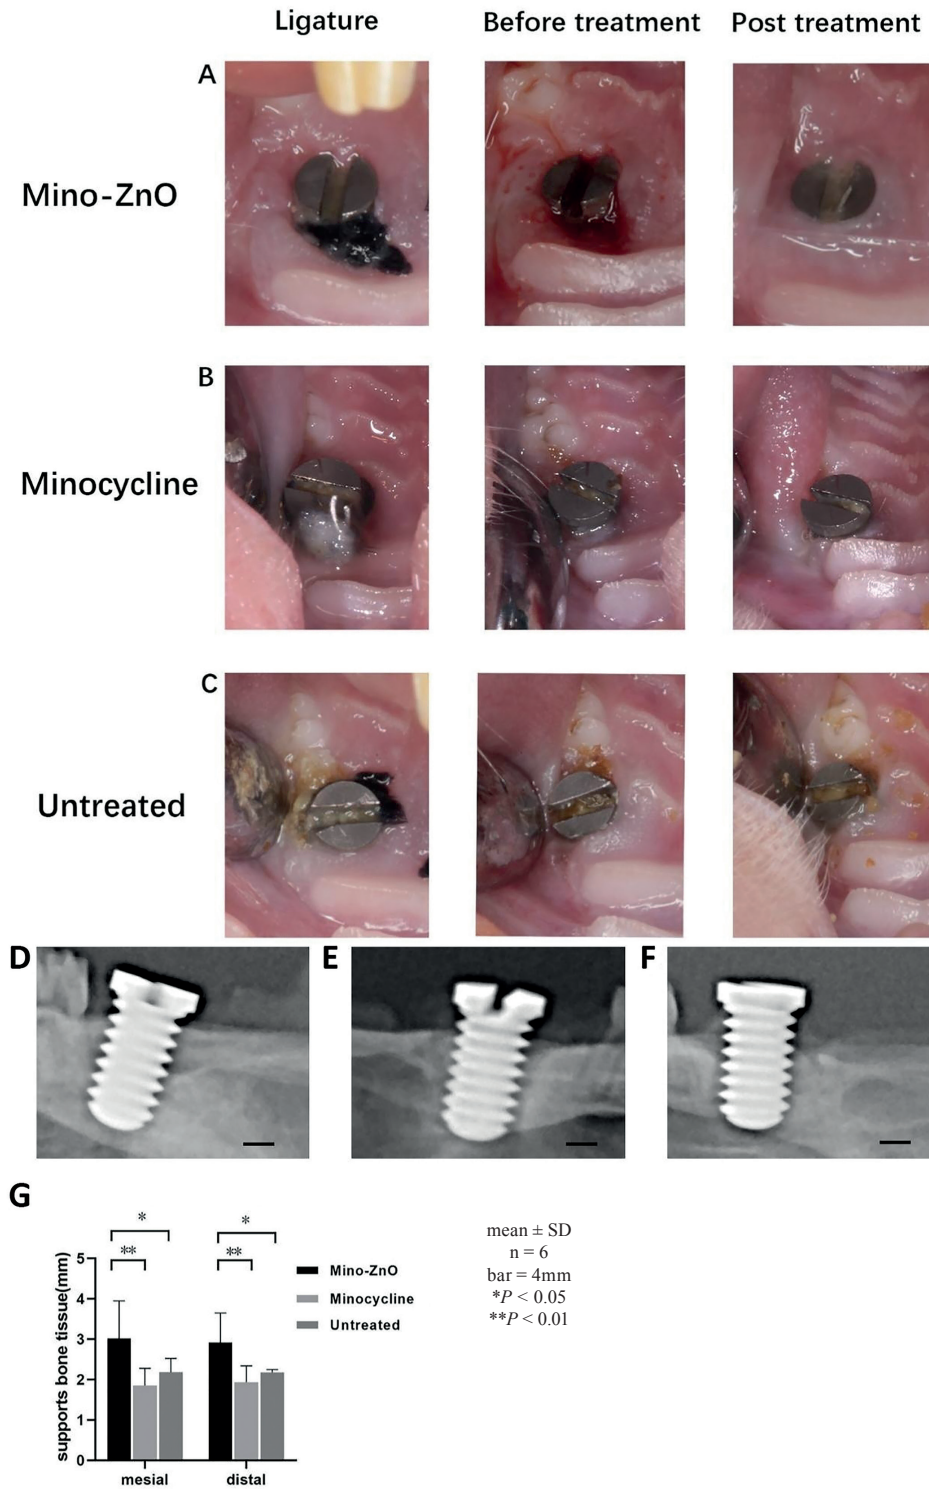 Ligature Before treatment Post treatment
A
Mino-ZnO
B
Minocycline
C
Untreated
D E F
G
supports bone tissue(mm)
5
4
3
2
1
0
* *
** **
mesial distal
Mino-ZnO
Minocycline
Untreated
mean ± SD
n = 6
bar = 4mm
*P < 0.05
**P < 0.01